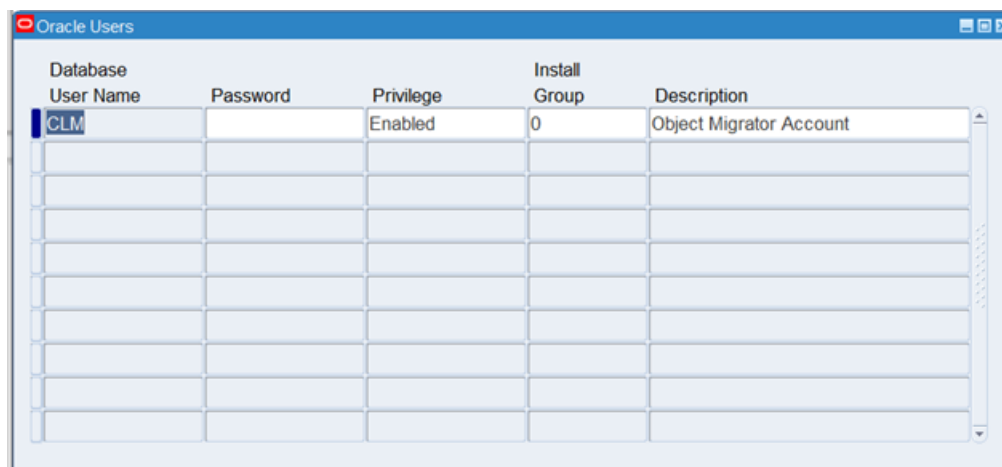 Oracle Users
Database Install
User Name Password Privilege Group Description
CLM Enabled 0 Object Migrator Account